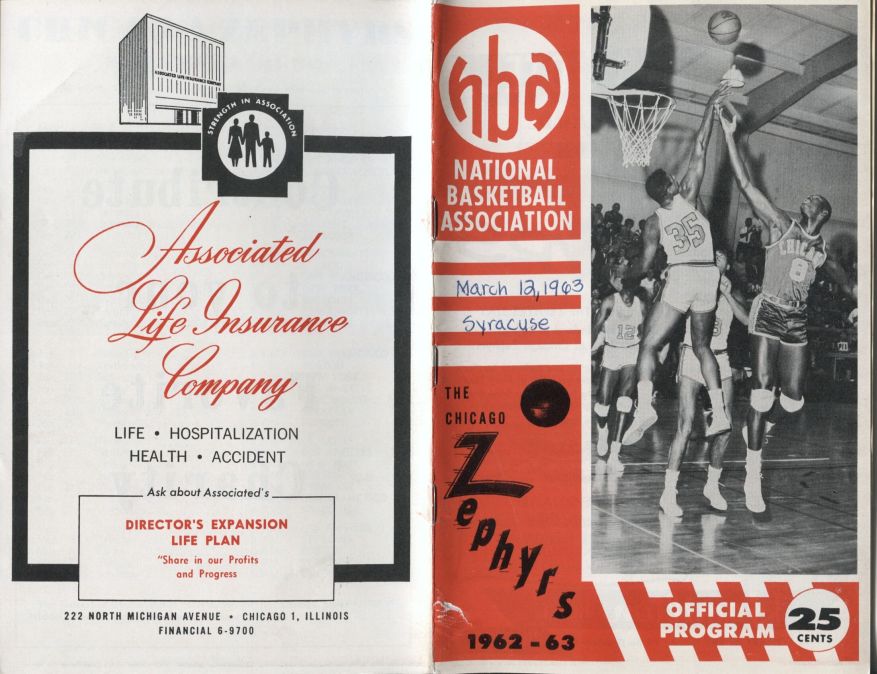 ASSOCIATED LIFE INSURANCE COMPANY
STRENGTH IN ASSOCIATION
Associated
Life Insurance
Company
LIFE • HOSPITALIZATION
HEALTH • ACCIDENT
Ask about Associated's
DIRECTOR'S EXPANSION
LIFE PLAN
"Share in our Profits
and Progress
222 NORTH MICHIGAN AVENUE • CHICAGO 1, ILLINOIS
FINANCIAL 6-9700
nba
NATIONAL
BASKETBALL
ASSOCIATION
March 12, 1963
Syracuse
THE
CHICAGO
Zephyrs
1962-63
35
CHICAGO
8
12
OFFICIAL
PROGRAM
25
CENTS